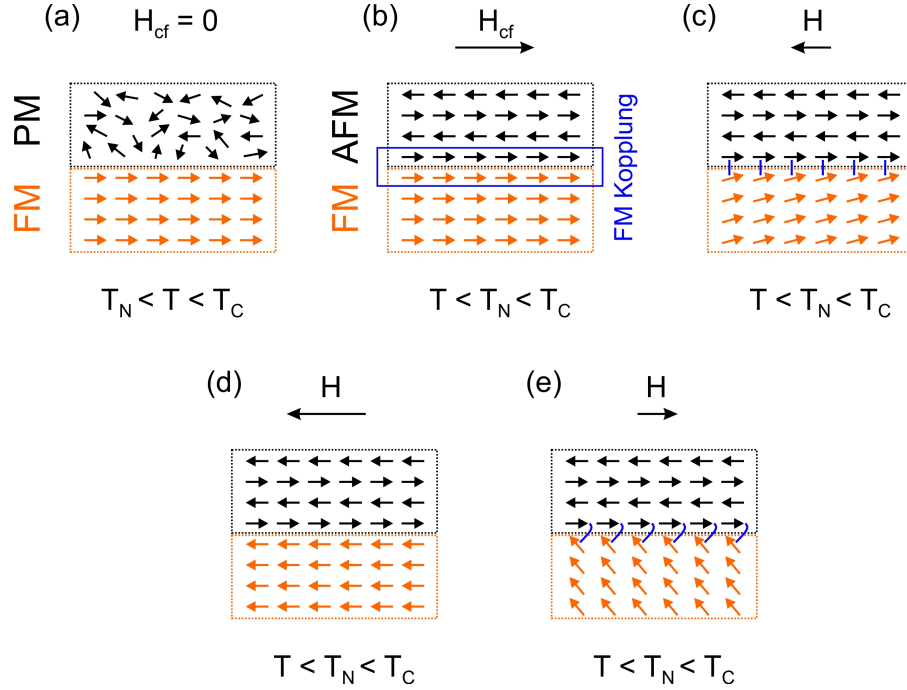 (a)
H_cf = 0
(b)
H_cf
(c)
H
PM
FM
AFM
FM
FM Kopplung
T_N < T < T_C
T < T_N < T_C
T < T_N < T_C
(d)
H
(e)
H
T < T_N < T_C
T < T_N < T_C